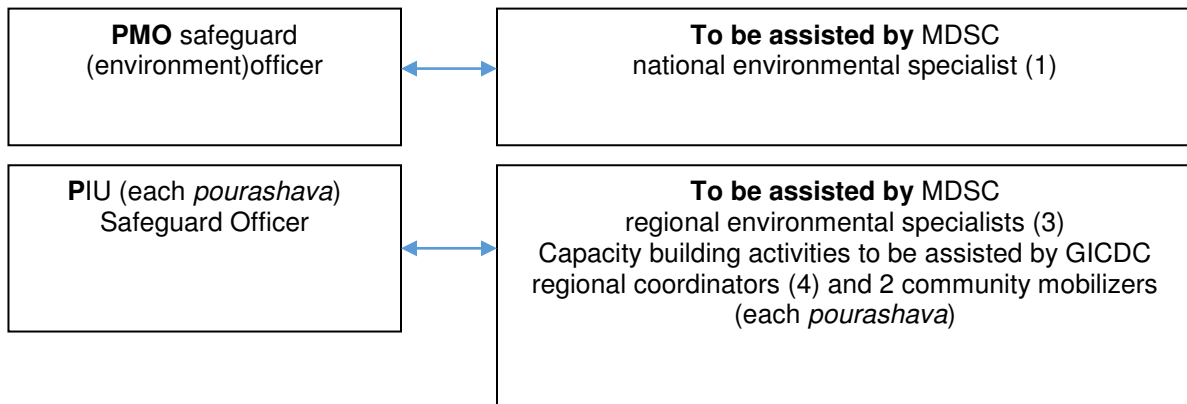 PMO safeguard
(environment)officer
To be assisted by MDSC
national environmental specialist (1)
PIU (each pourashava)
Safeguard Officer
To be assisted by MDSC
regional environmental specialists (3)
Capacity building activities to be assisted by GICDC
regional coordinators (4) and 2 community mobilizers
(each pourashava)